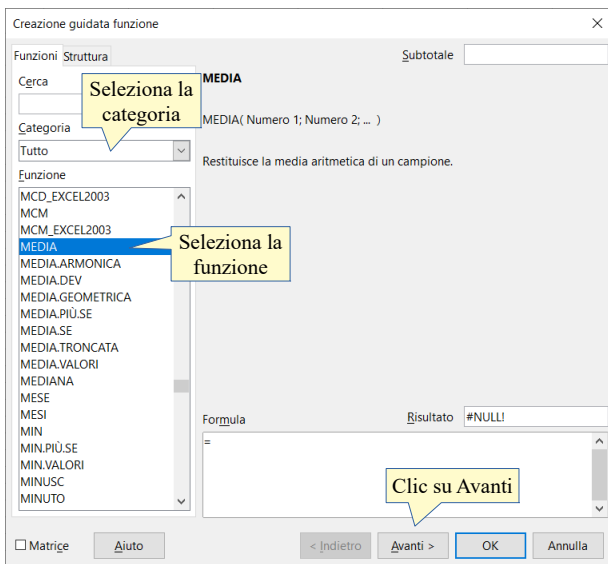 Creazione guidata funzione
Funzioni Struttura
Subtotale
Cerca
MEDIA
Seleziona la
categoria
Categoria
MEDIA( Numero 1; Numero 2; ... )
Tutto
Restituisce la media aritmetica di un campione.
Funzione
MCD_EXCEL2003
MCM
MCM_EXCEL2003
MEDIA
Seleziona la
funzione
MEDIA.ARMONICA
MEDIA.DEV
MEDIA.GEOMETRICA
MEDIA.PIÙ.SE
MEDIA.SE
MEDIA.TRONCATA
MEDIA.VALORI
MEDIANA
MESE
MESI
MIN
MIN.PIÙ.SE
MIN.VALORI
MINUSC
MINUTO
Formula
Risultato #NULL!
=
Clic su Avanti
Matrice
Aiuto
< Indietro
Avanti >
OK
Annulla